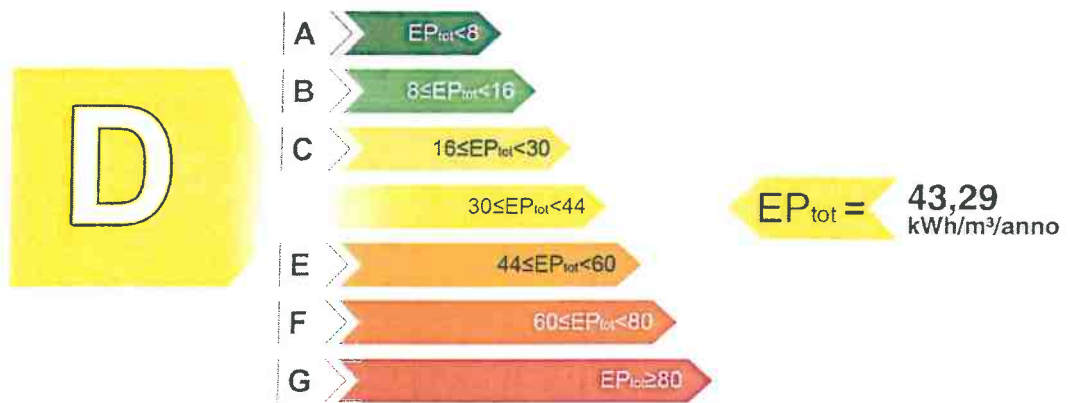 D
A EPtot<8
B 8≤EPtot<16
C 16≤EPtot<30
30≤EPtot<44
EPtot = 43,29
kWh/m³/anno
E 44≤EPtot<60
F 60≤EPtot<80
G EPtot≥80